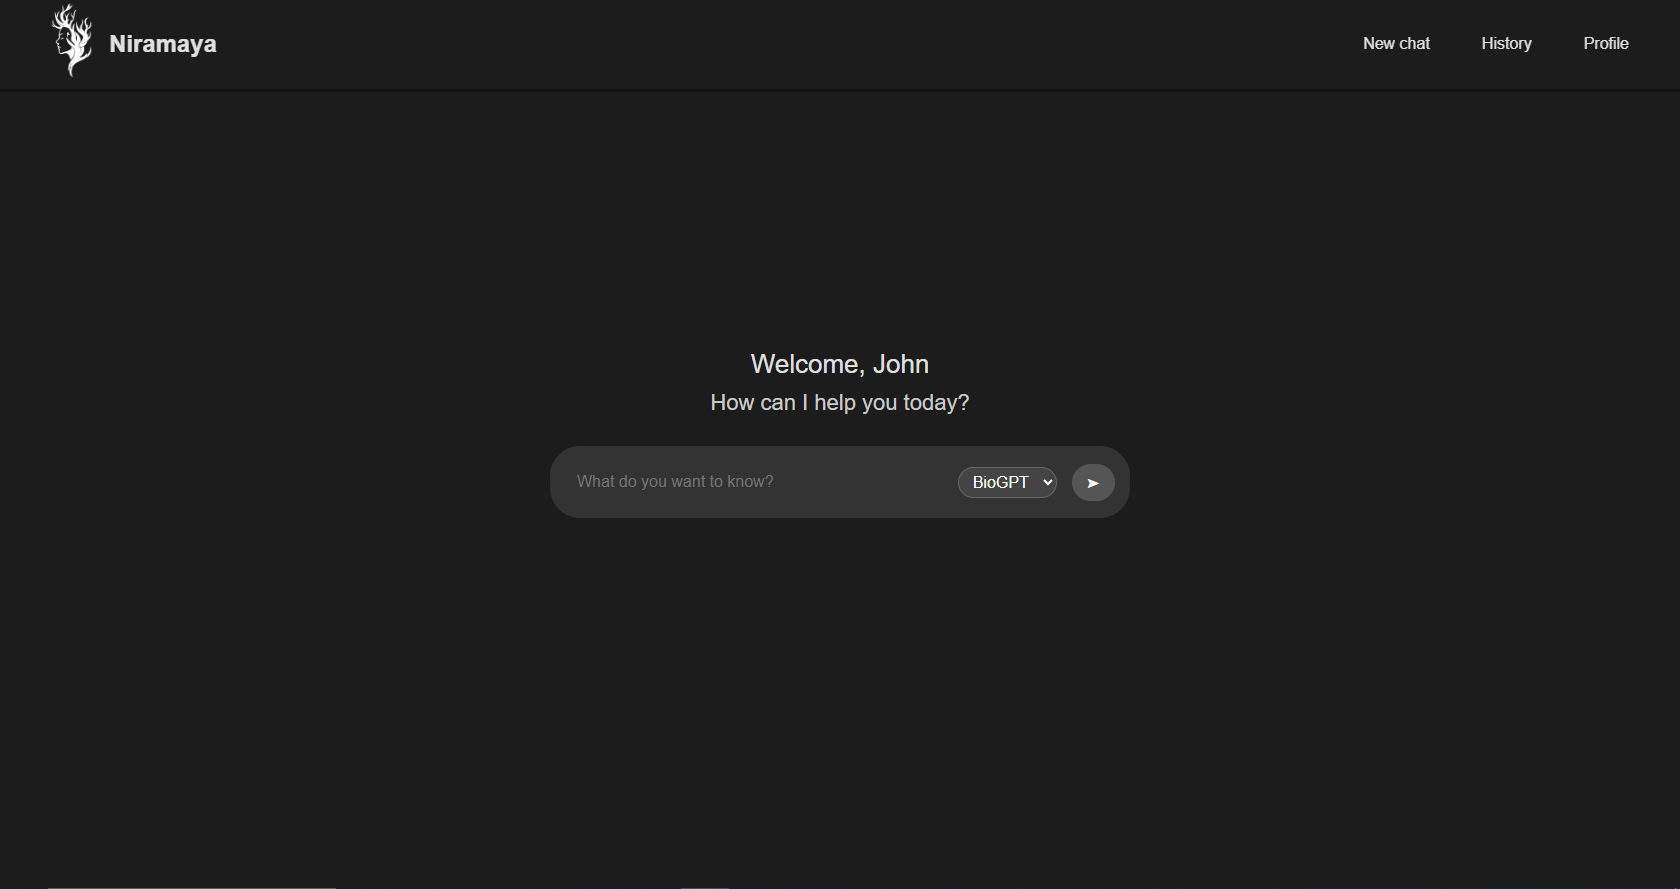 Niramaya
New chat
History
Profile
Welcome, John
How can I help you today?
What do you want to know?
BioGPT